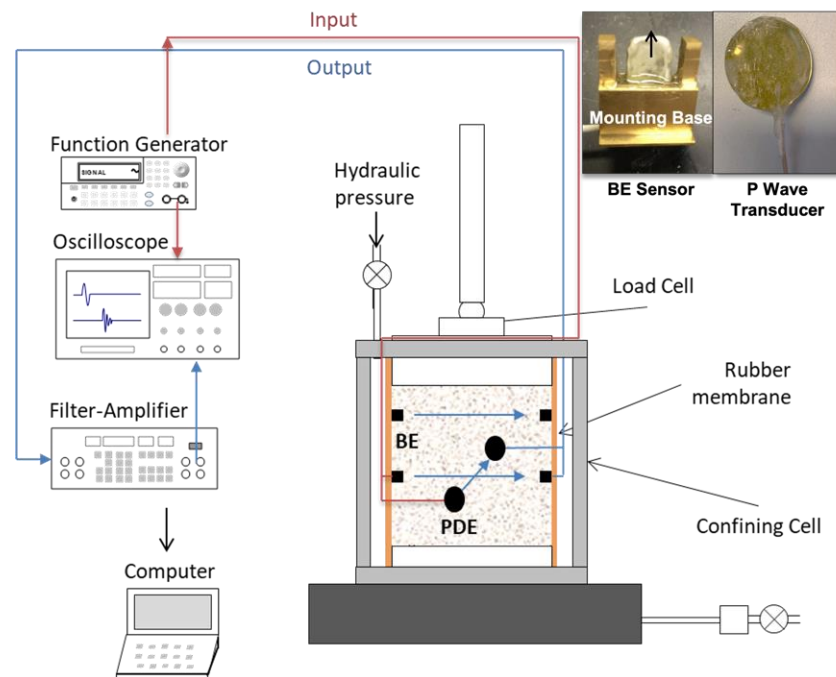 Input
Output
Function Generator
SIGNAL
Oscilloscope
Filter-Amplifier
Computer
Hydraulic
pressure
Mounting Base
BE Sensor
P Wave
Transducer
Load Cell
Rubber
membrane
BE
PDE
Confining Cell